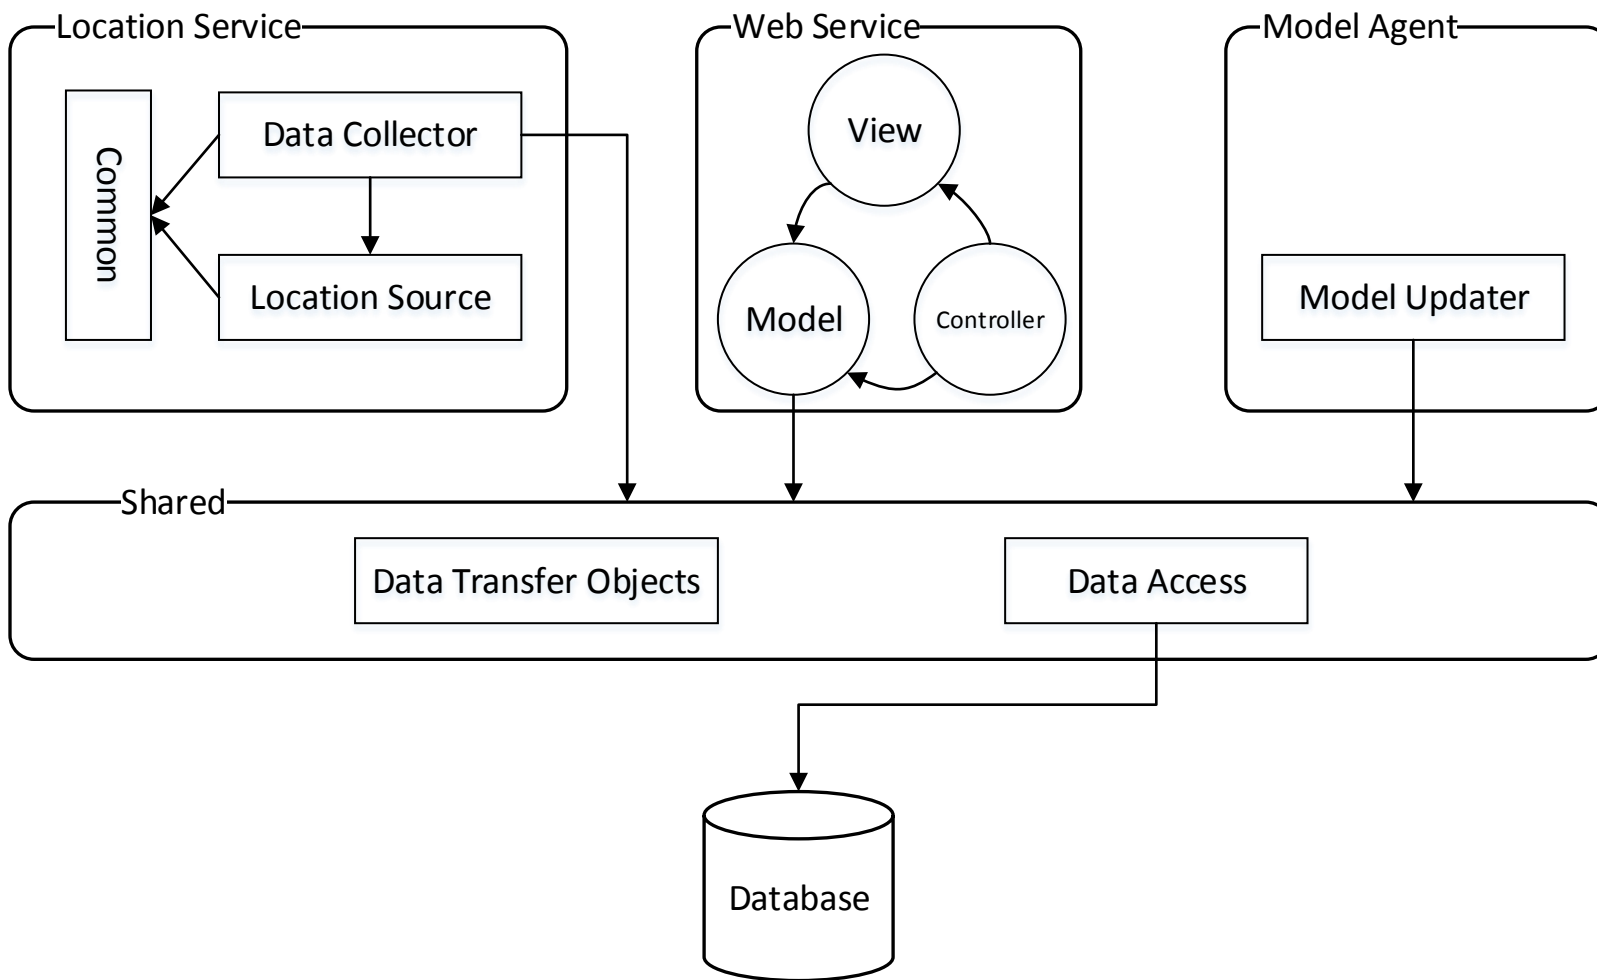 Location Service
Web Service
Model Agent
Common
Data Collector
Location Source
View
Model
Controller
Model Updater
Shared
Data Transfer Objects
Data Access
Database